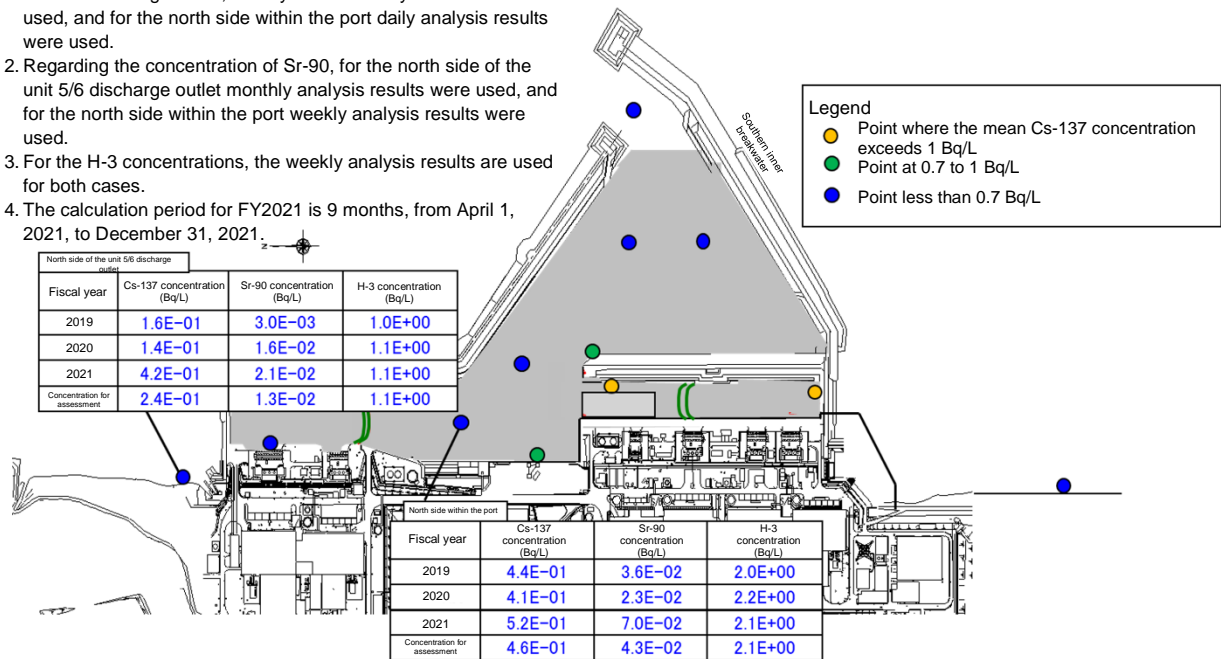 used, and for the north side within the port daily analysis results
were used.
2. Regarding the concentration of Sr-90, for the north side of the
unit 5/6 discharge outlet monthly analysis results were used, and
for the north side within the port weekly analysis results were
used.
3. For the H-3 concentrations, the weekly analysis results are used
for both cases.
4. The calculation period for FY2021 is 9 months, from April 1,
2021, to December 31, 2021.
Southern inner
breakwater
Legend
Point where the mean Cs-137 concentration
exceeds 1 Bq/L
Point at 0.7 to 1 Bq/L
Point less than 0.7 Bq/L
North side of the unit 5/6 discharge
outlet
Fiscal year Cs-137 concentration (Bq/L) Sr-90 concentration (Bq/L) H-3 concentration (Bq/L)
2019 1.6E−01 3.0E−03 1.0E+00
2020 1.4E−01 1.6E−02 1.1E+00
2021 4.2E−01 2.1E−02 1.1E+00
Concentration for assessment 2.4E−01 1.3E−02 1.1E+00
North side within the port
Fiscal year Cs-137 concentration (Bq/L) Sr-90 concentration (Bq/L) H-3 concentration (Bq/L)
2019 4.4E−01 3.6E−02 2.0E+00
2020 4.1E−01 2.3E−02 2.2E+00
2021 5.2E−01 7.0E−02 2.1E+00
Concentration for assessment 4.6E−01 4.3E−02 2.1E+00